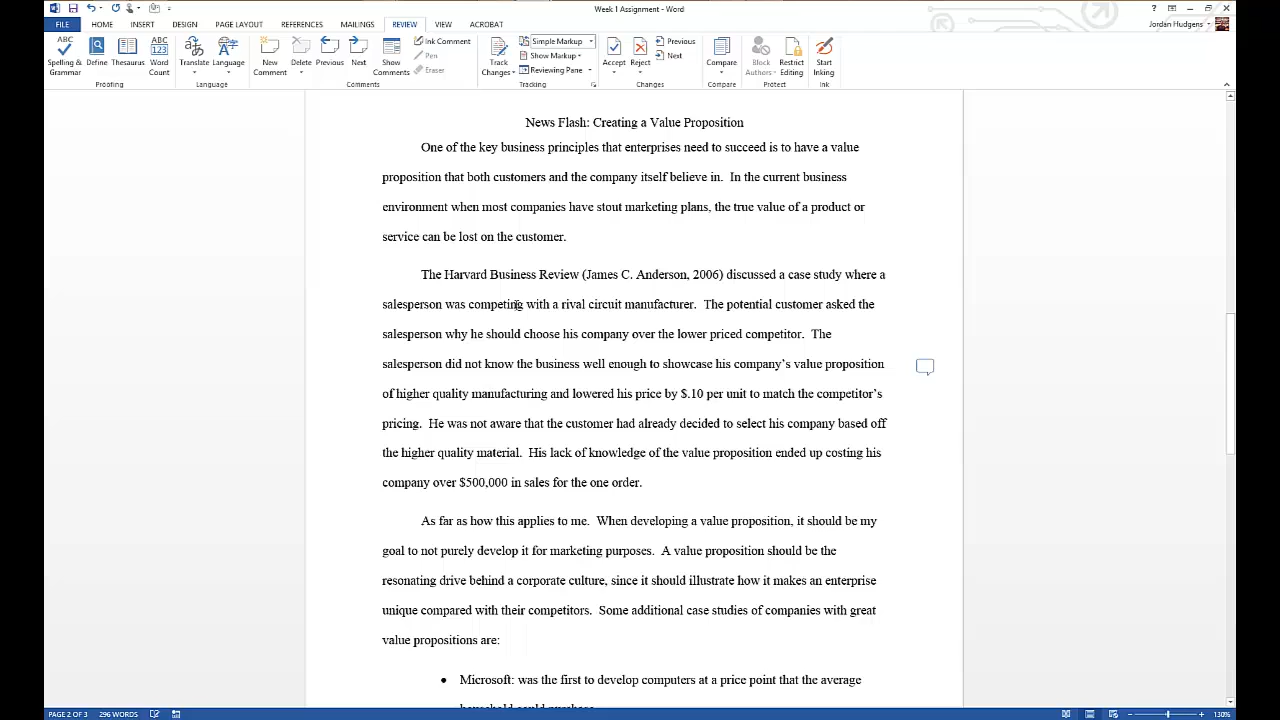 Week 1 Assignment - Word
FILE HOME INSERT DESIGN PAGE LAYOUT REFERENCES MAILINGS REVIEW VIEW ACROBAT Jordan Hudgens
ABC ABC 123
Spelling & Grammar Define Thesaurus Word Count Translate Language New Comment Delete Previous Next Show Comments
Ink Comment
Pen
Eraser
Track Changes
Simple Markup
Show Markup
Reviewing Pane
Accept Reject
Previous
Next
Compare Block Authors Restrict Editing Start Inking
Proofing Language Comments Tracking Changes Compare Protect Ink
News Flash: Creating a Value Proposition
One of the key business principles that enterprises need to succeed is to have a value
proposition that both customers and the company itself believe in. In the current business
environment when most companies have stout marketing plans, the true value of a product or
service can be lost on the customer.
The Harvard Business Review (James C. Anderson, 2006) discussed a case study where a
salesperson was competing with a rival circuit manufacturer. The potential customer asked the
salesperson why he should choose his company over the lower priced competitor. The
salesperson did not know the business well enough to showcase his company’s value proposition
of higher quality manufacturing and lowered his price by $.10 per unit to match the competitor’s
pricing. He was not aware that the customer had already decided to select his company based off
the higher quality material. His lack of knowledge of the value proposition ended up costing his
company over $500,000 in sales for the one order.
As far as how this applies to me. When developing a value proposition, it should be my
goal to not purely develop it for marketing purposes. A value proposition should be the
resonating drive behind a corporate culture, since it should illustrate how it makes an enterprise
unique compared with their competitors. Some additional case studies of companies with great
value propositions are:
• Microsoft: was the first to develop computers at a price point that the average
household could purchase
PAGE 2 OF 3 296 WORDS 130%